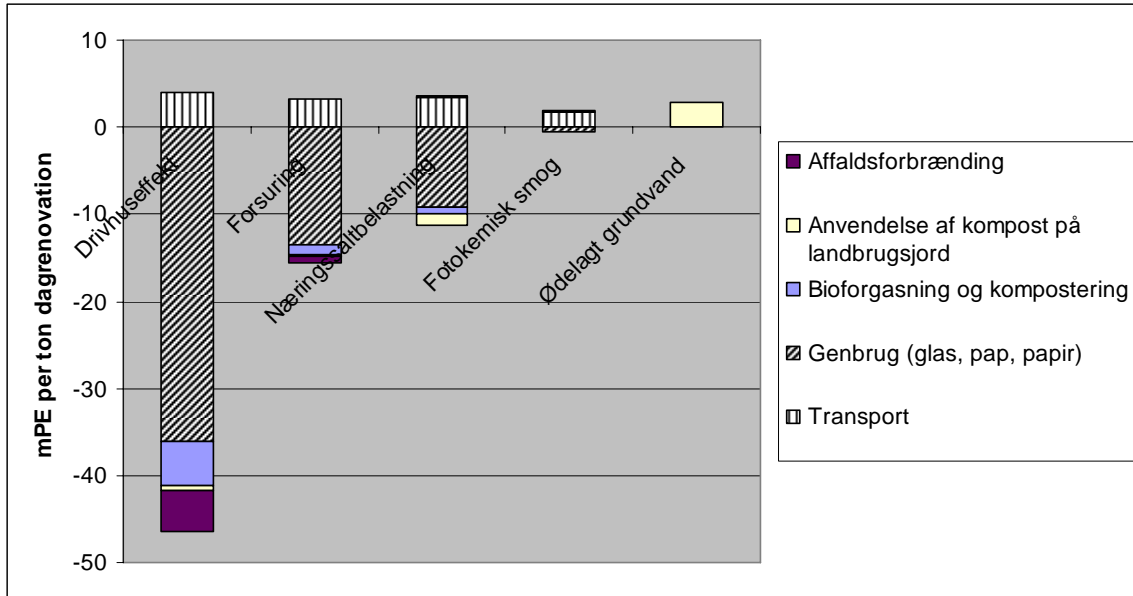 10
0
-10
-20
-30
-40
-50
mPE per ton dagrenovation
Drivhuseffekt
Forsuring
Næringssaltbelastning
Fotokemisk smog
Ødelagt grundvand
Affaldsforbrænding
Anvendelse af kompost på
landbrugsjord
Bioforgasning og kompostering
Genbrug (glas, pap, papir)
Transport